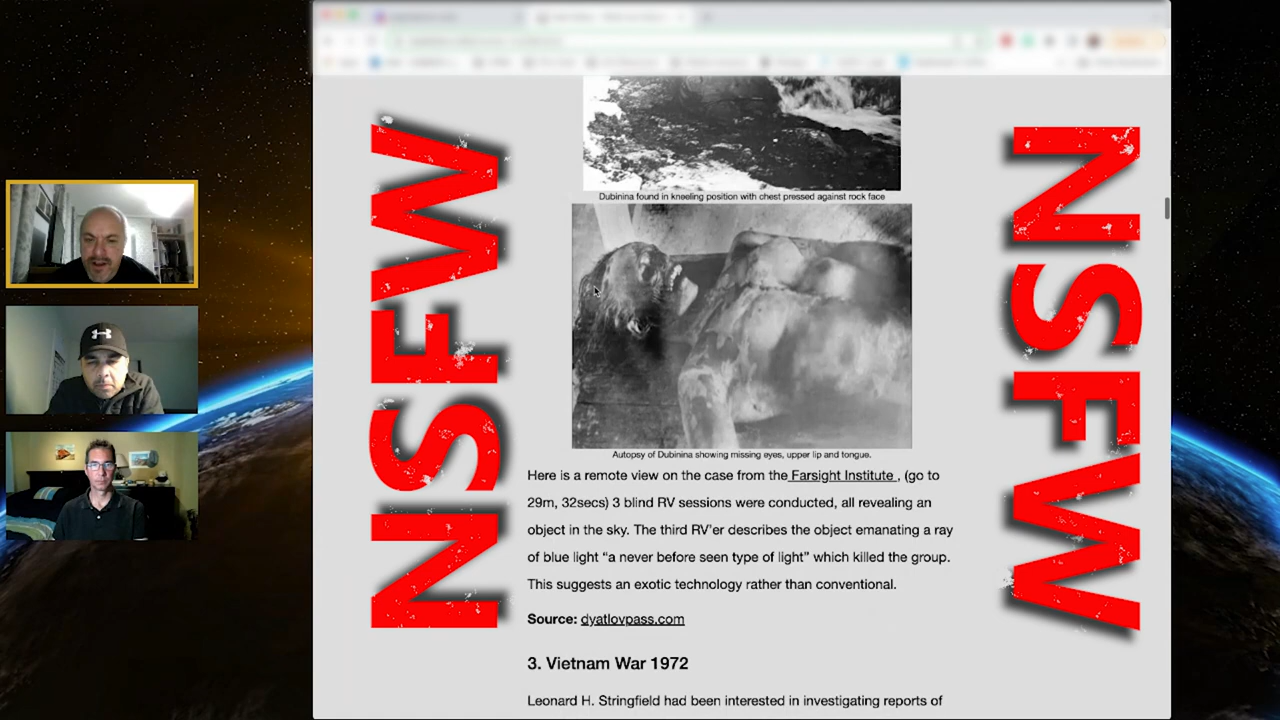 NSFW
NSFW
Dubinina found in kneeling position with chest pressed against rock face
Autopsy of Dubinina showing missing eyes, upper lip and tongue.
Here is a remote view on the case from the Farsight Institute , (go to
29m, 32secs) 3 blind RV sessions were conducted, all revealing an
object in the sky. The third RV'er describes the object emanating a ray
of blue light “a never before seen type of light” which killed the group.
This suggests an exotic technology rather than conventional.
Source: dyatlovpass.com
3. Vietnam War 1972
Leonard H. Stringfield had been interested in investigating reports of